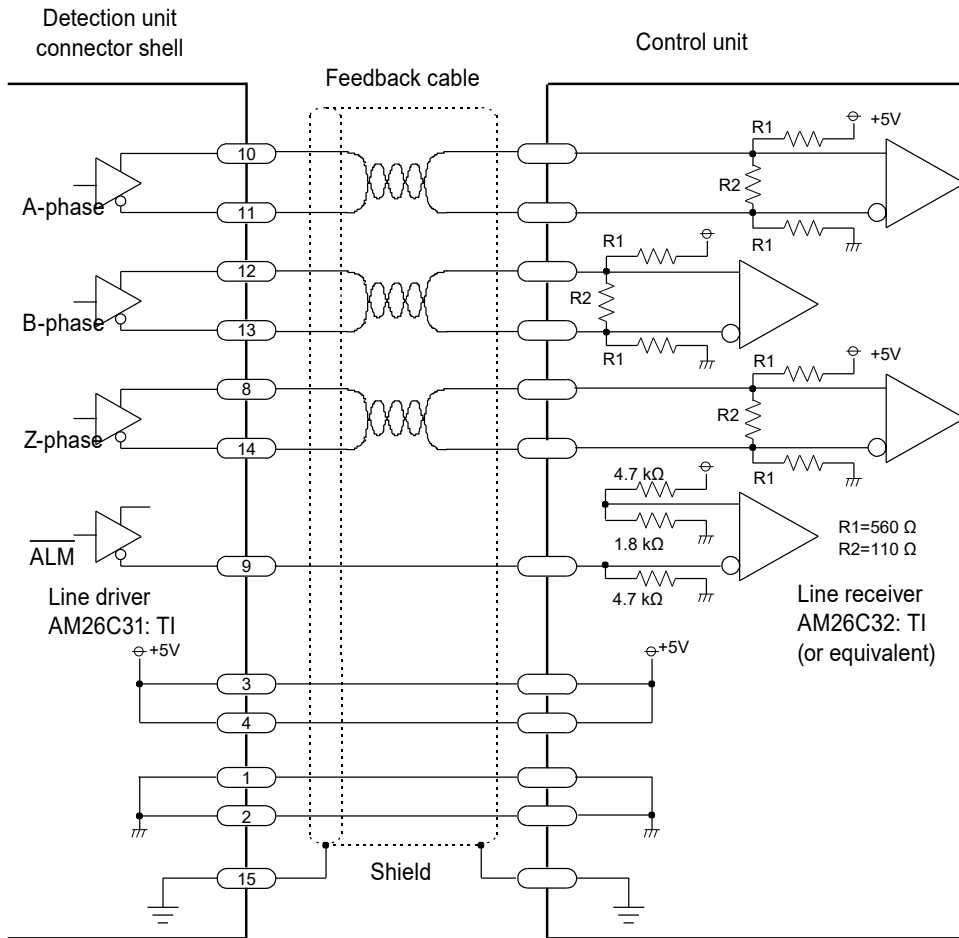 Detection unit
connector shell
Control unit
Feedback cable
R1
+5V
10
R2
A-phase
11
R1
12
R1
R2
B-phase
13
R1
R1
+5V
8
R2
Z-phase
14
R1
4.7 kΩ
1.8 kΩ
R1=560 Ω
R2=110 Ω
ALM
9
4.7 kΩ
Line driver
AM26C31: TI
Line receiver
AM26C32: TI
(or equivalent)
+5V
+5V
3
4
1
2
15
Shield